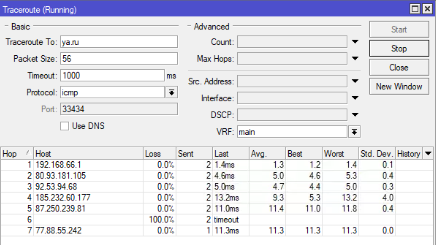 Traceroute (Running)
Basic
Traceroute To: ya.ru
Packet Size: 56
Timeout: 1000 ms
Protocol: icmp
Port: 33434
Use DNS
Advanced
Count:
Max Hops:
Src. Address:
Interface:
DSCP:
VRF: main
Start
Stop
Close
New Window
Hop / Host Loss Sent Last Avg. Best Worst Std. Dev. History
1 192.168.66.1 0.0% 2 1.4ms 1.3 1.2 1.4 0.1
2 80.93.181.105 0.0% 2 4.6ms 5.0 4.6 5.3 0.4
3 92.53.94.68 0.0% 2 5.0ms 4.7 4.4 5.0 0.3
4 185.232.60.177 0.0% 2 13.2ms 9.3 5.3 13.2 4.0
5 87.250.239.81 0.0% 2 11.0ms 11.4 11.0 11.8 0.4
6 100.0% 2 timeout
7 77.88.55.242 0.0% 1 11.3ms 11.3 11.3 11.3 0.0